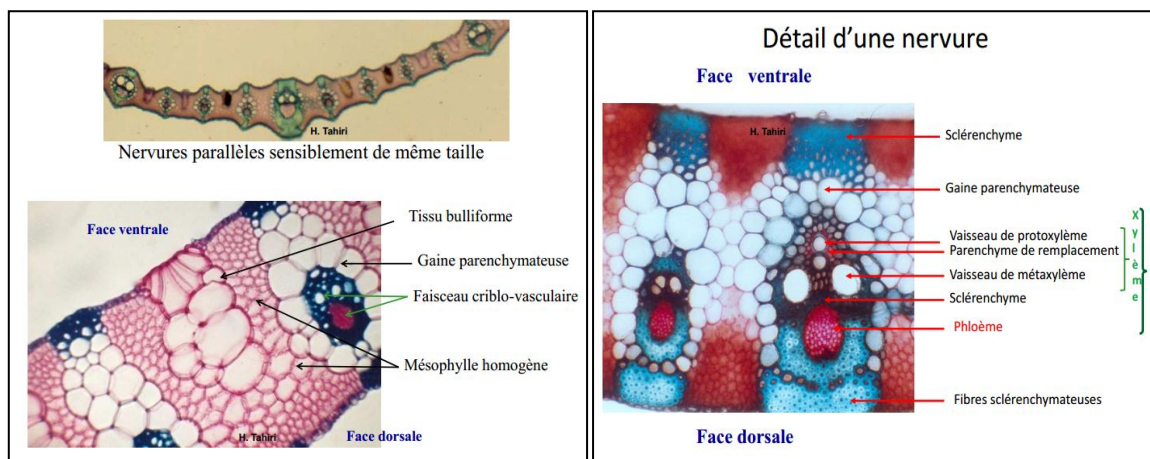 H. Tahiri
Nervures parallèles sensiblement de même taille
Face ventrale
Tissu bulliforme
Gaine parenchymateuse
Faisceau criblo-vasculaire
Mésophylle homogène
H. Tahiri
Face dorsale
Détail d'une nervure
Face ventrale
H. Tahiri
Sclérenchyme
Gaine parenchymateuse
Vaisseau de protoxylème
Parenchyme de remplacement
Vaisseau de métaxylème
Xylème
Sclérenchyme
Phloème
Fibres sclérenchymateuses
Face dorsale